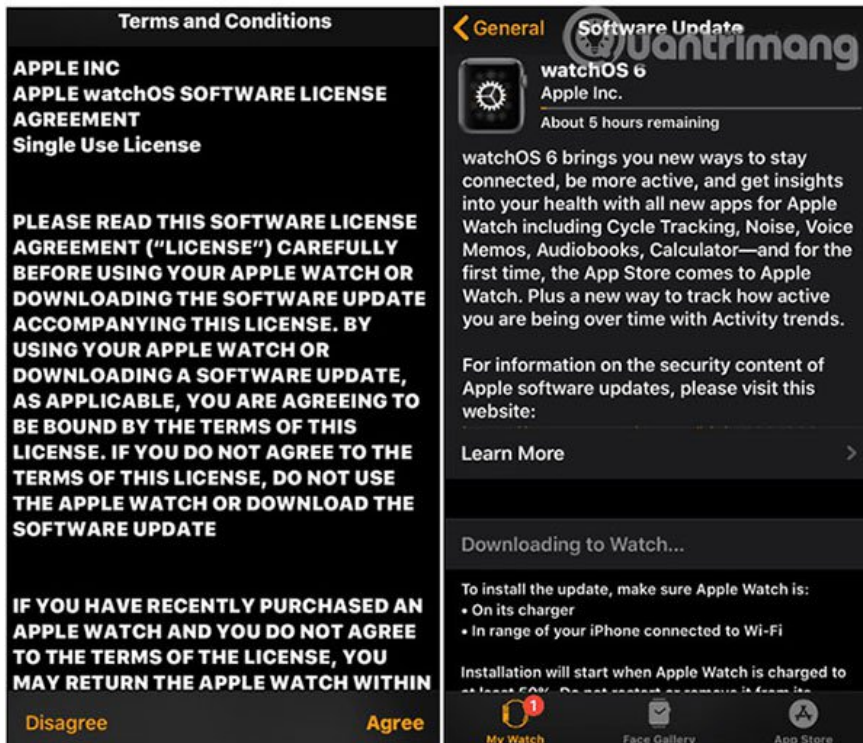 Terms and Conditions
APPLE INC
APPLE watchOS SOFTWARE LICENSE
AGREEMENT
Single Use License
PLEASE READ THIS SOFTWARE LICENSE
AGREEMENT (“LICENSE”) CAREFULLY
BEFORE USING YOUR APPLE WATCH OR
DOWNLOADING THE SOFTWARE UPDATE
ACCOMPANYING THIS LICENSE. BY
USING YOUR APPLE WATCH OR
DOWNLOADING A SOFTWARE UPDATE,
AS APPLICABLE, YOU ARE AGREEING TO
BE BOUND BY THE TERMS OF THIS
LICENSE. IF YOU DO NOT AGREE TO THE
TERMS OF THIS LICENSE, DO NOT USE
THE APPLE WATCH OR DOWNLOAD THE
SOFTWARE UPDATE
IF YOU HAVE RECENTLY PURCHASED AN
APPLE WATCH AND YOU DO NOT AGREE
TO THE TERMS OF THE LICENSE, YOU
MAY RETURN THE APPLE WATCH WITHIN
Disagree
Agree
General
Software Update
Quantrimang
watchOS 6
Apple Inc.
About 5 hours remaining
watchOS 6 brings you new ways to stay
connected, be more active, and get insights
into your health with all new apps for Apple
Watch including Cycle Tracking, Noise, Voice
Memos, Audiobooks, Calculator—and for the
first time, the App Store comes to Apple
Watch. Plus a new way to track how active
you are being over time with Activity trends.
For information on the security content of
Apple software updates, please visit this
website:
Learn More
Downloading to Watch...
To install the update, make sure Apple Watch is:
• On its charger
• In range of your iPhone connected to Wi-Fi
Installation will start when Apple Watch is charged to
at least 50%. Do not restart or remove it from its
1
My Watch
Face Gallery
App Store